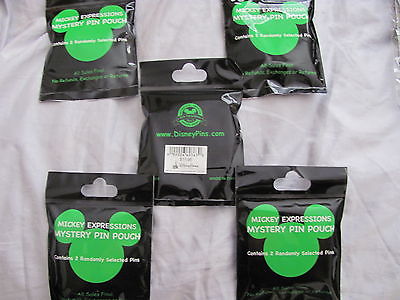 MICKEY EXPRESSIONS
MYSTERY PIN POUCH
Contains 2 Randomly Selected Pins
All Sales Final
No Refunds, Exchanges or Returns
MYSTERY PIN POUCH
Contains 2 Randomly Selected Pins
All Sales Final
No Refunds, Exchanges or Returns
www.DisneyPins.com
MICKEY EXPRESSIONS
MYSTERY PIN POUCH
Contains 2 Randomly Selected Pins
All Sales Final
MICKEY EXPRESSIONS
MYSTERY PIN POUCH
Contains 2 Randomly Selected Pins
All Sales Final